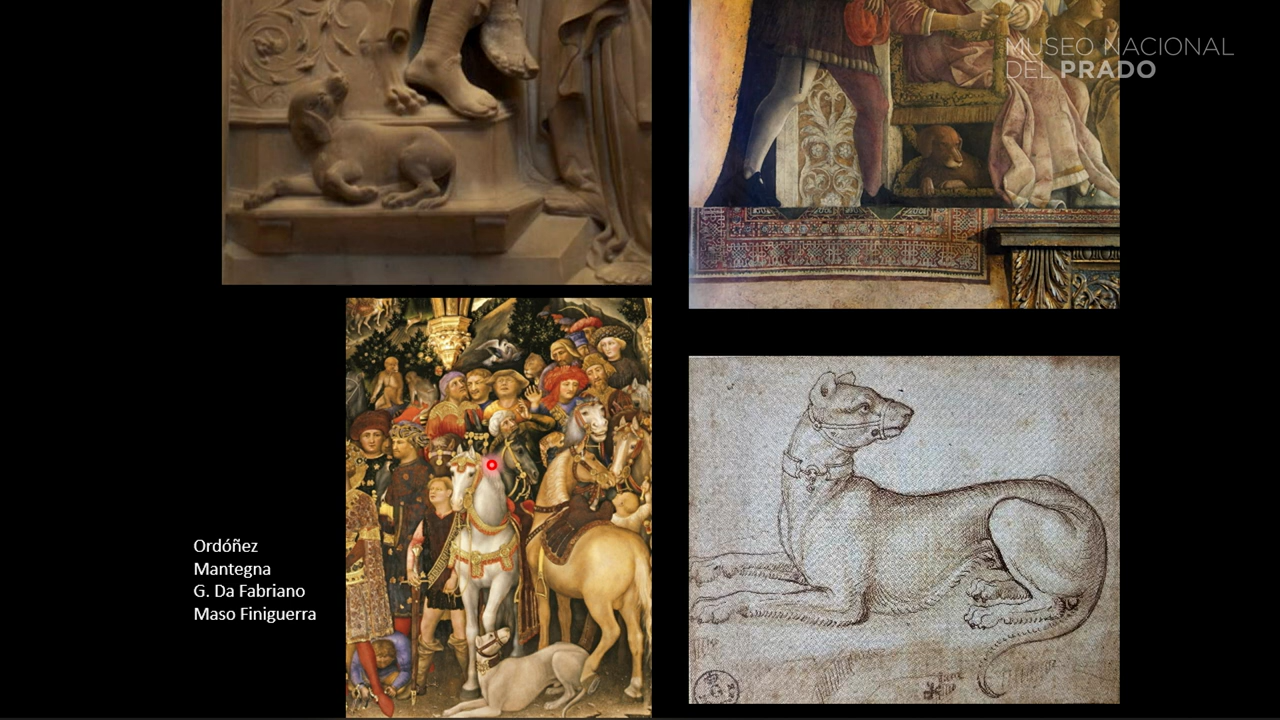 MUSEO NACIONAL
DEL PRADO
Ordóñez
Mantegna
G. Da Fabriano
Maso Finiguerra